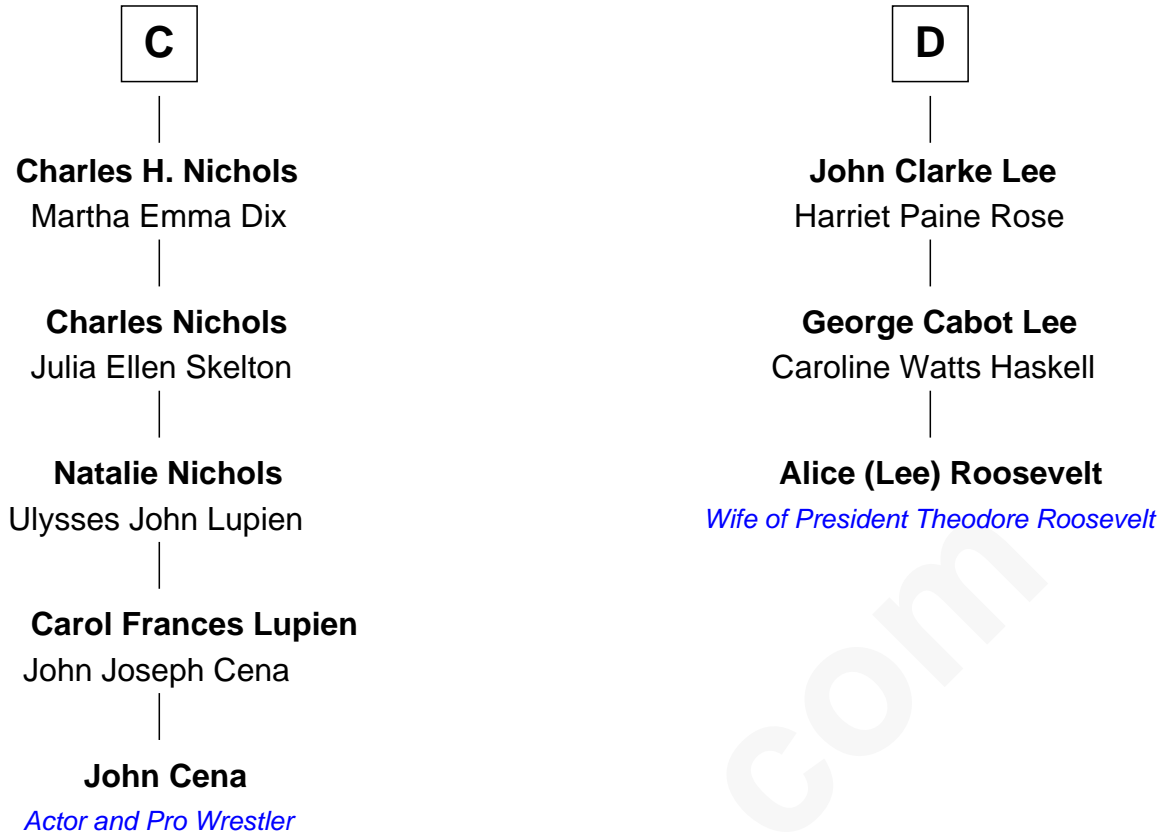 C
Charles H. Nichols
Martha Emma Dix
Charles Nichols
Julia Ellen Skelton
Natalie Nichols
Ulysses John Lupien
Carol Frances Lupien
John Joseph Cena
John Cena
Actor and Pro Wrestler
D
John Clarke Lee
Harriet Paine Rose
George Cabot Lee
Caroline Watts Haskell
Alice (Lee) Roosevelt
Wife of President Theodore Roosevelt
com